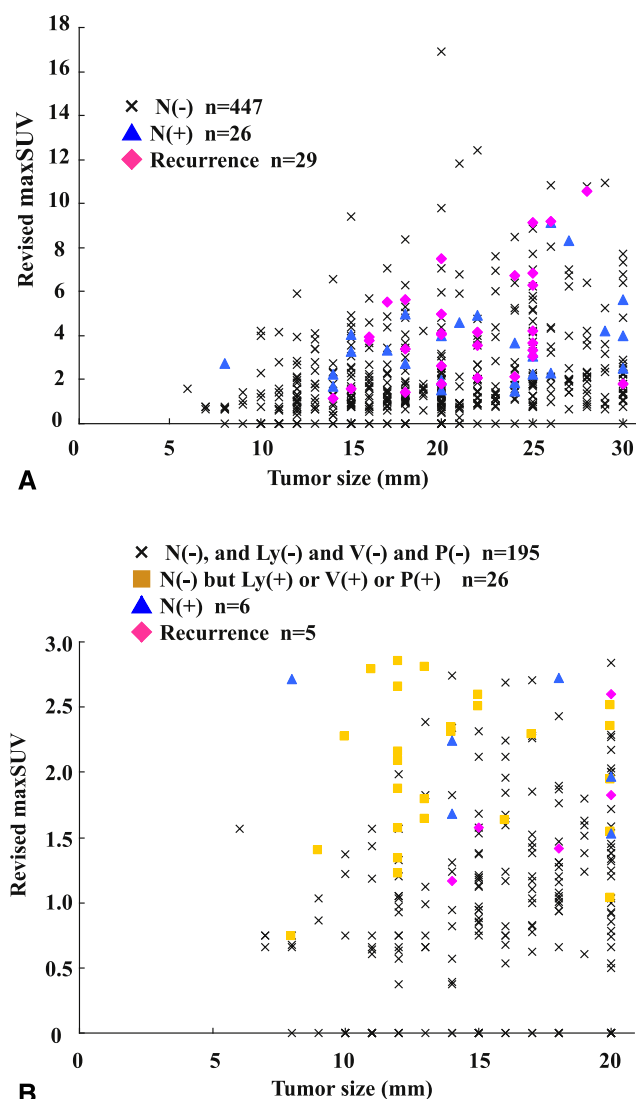 18
16
14
12
10
8
6
4
2
0
Revised maxSUV
× N(-) n=447
▲ N(+) n=26
◆ Recurrence n=29
0 5 10 15 20 25 30
Tumor size (mm)
A
× N(-), and Ly(-) and V(-) and P(-) n=195
■ N(-) but Ly(+) or V(+) or P(+) n=26
▲ N(+) n=6
◆ Recurrence n=5
3.0
2.5
2.0
1.5
1.0
0.5
0
Revised maxSUV
0 5 10 15 20
Tumor size (mm)
B